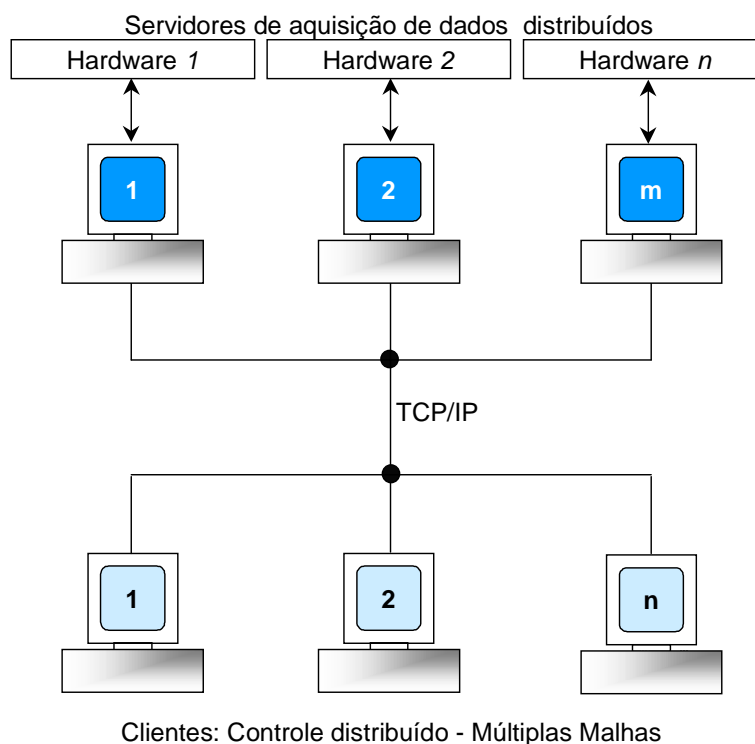 Servidores de aquisição de dados distribuídos
Hardware 1
Hardware 2
Hardware n
1
2
m
TCP/IP
1
2
n
Clientes: Controle distribuído - Múltiplas Malhas